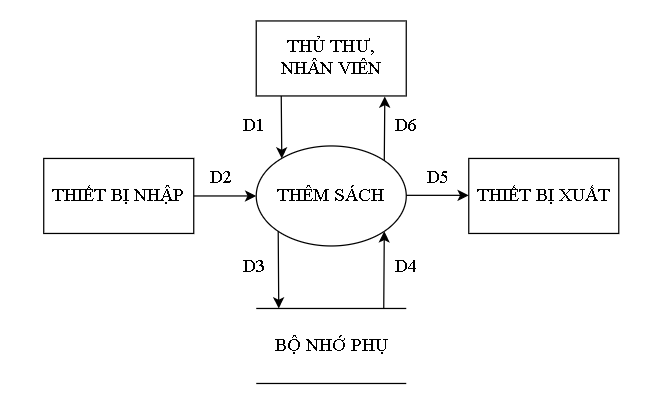 THỦ THƯ,
NHÂN VIÊN
D1
D6
THIẾT BỊ NHẬP
D2
THÊM SÁCH
D5
THIẾT BỊ XUẤT
D3
D4
BỘ NHỚ PHỤ